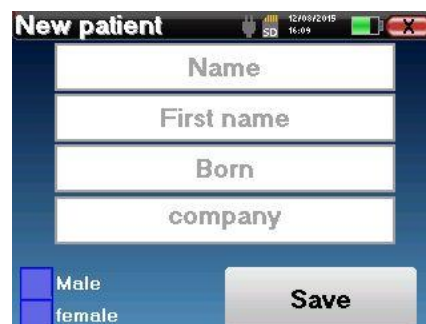 New patient
SD
12/08/2015
16:09
X
Name
First name
Born
company
Male
female
Save